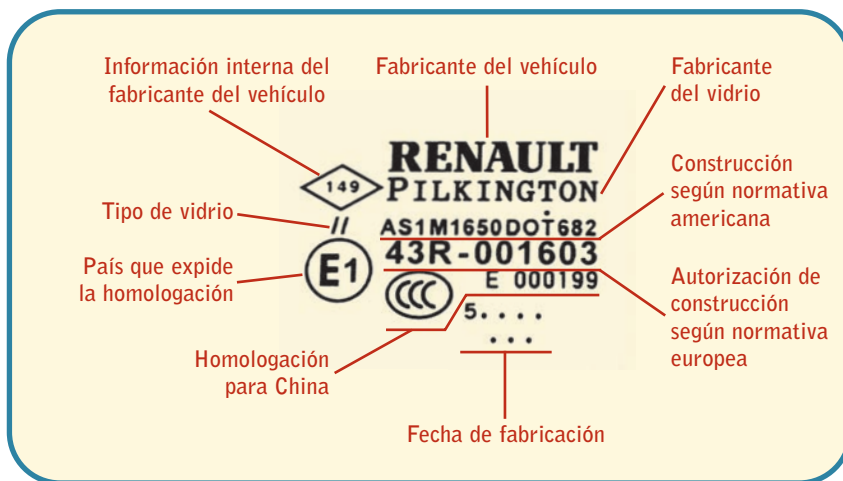 Información interna del
fabricante del vehículo
Fabricante del vehículo
Fabricante
del vidrio
RENAULT
149
PILKINGTON
Construcción
según normativa
americana
Tipo de vidrio
//
AS1M1650DOT682
43R-001603
País que expide
la homologación
E1
CCC
E 000199
5....
...
Autorización de
construcción
según normativa
europea
Homologación
para China
Fecha de fabricación